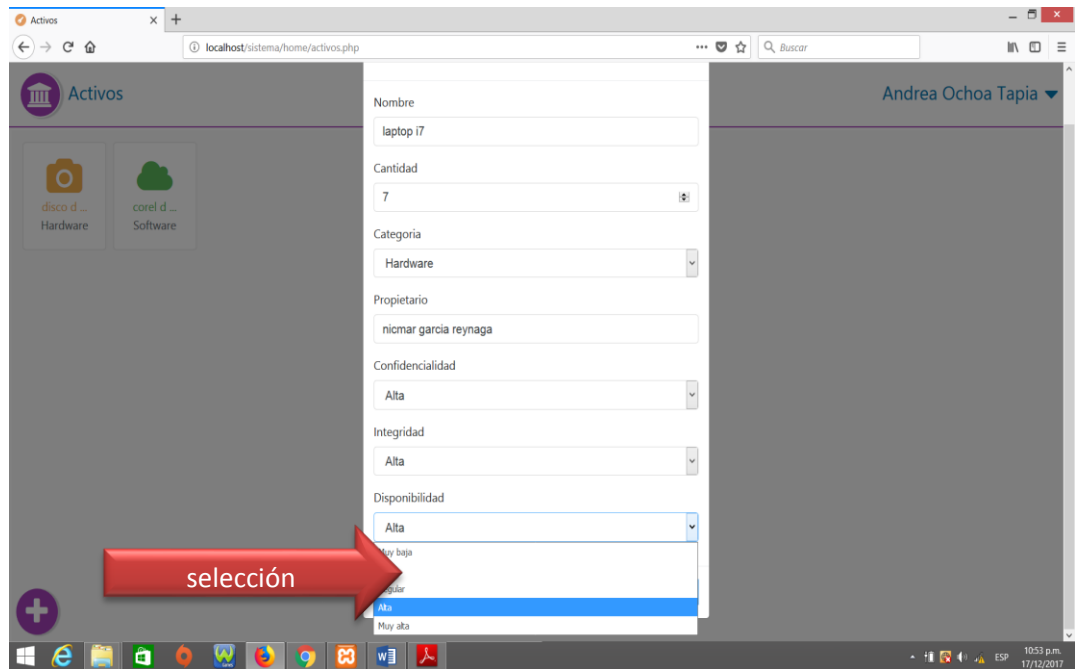 Activos
localhost/sistema/home/activos.php
Buscar
Activos
Andrea Ochoa Tapia
Nombre
laptop i7
Cantidad
7
Categoria
Hardware
Propietario
nicmar garcia reynaga
Confidencialidad
Alta
Integridad
Alta
Disponibilidad
Alta
Muy baja
Alta
Muy alta
disco d ...
Hardware
corel d ...
Software
selección
ESP
10:53 p.m.
17/12/2017